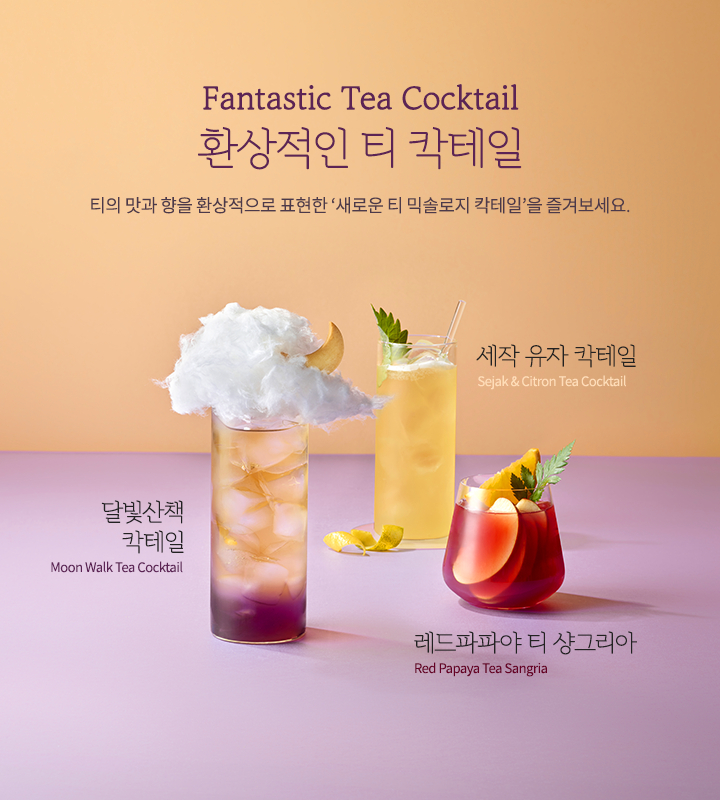 Fantastic Tea Cocktail
환상적인 티 칵테일
티의 맛과 향을 환상적으로 표현한 ‘새로운 티 믹솔로지 칵테일’을 즐겨보세요.
세작 유자 칵테일
Sejak & Citron Tea Cocktail
달빛산책
칵테일
Moon Walk Tea Cocktail
레드파파야 티 샹그리아
Red Papaya Tea Sangria